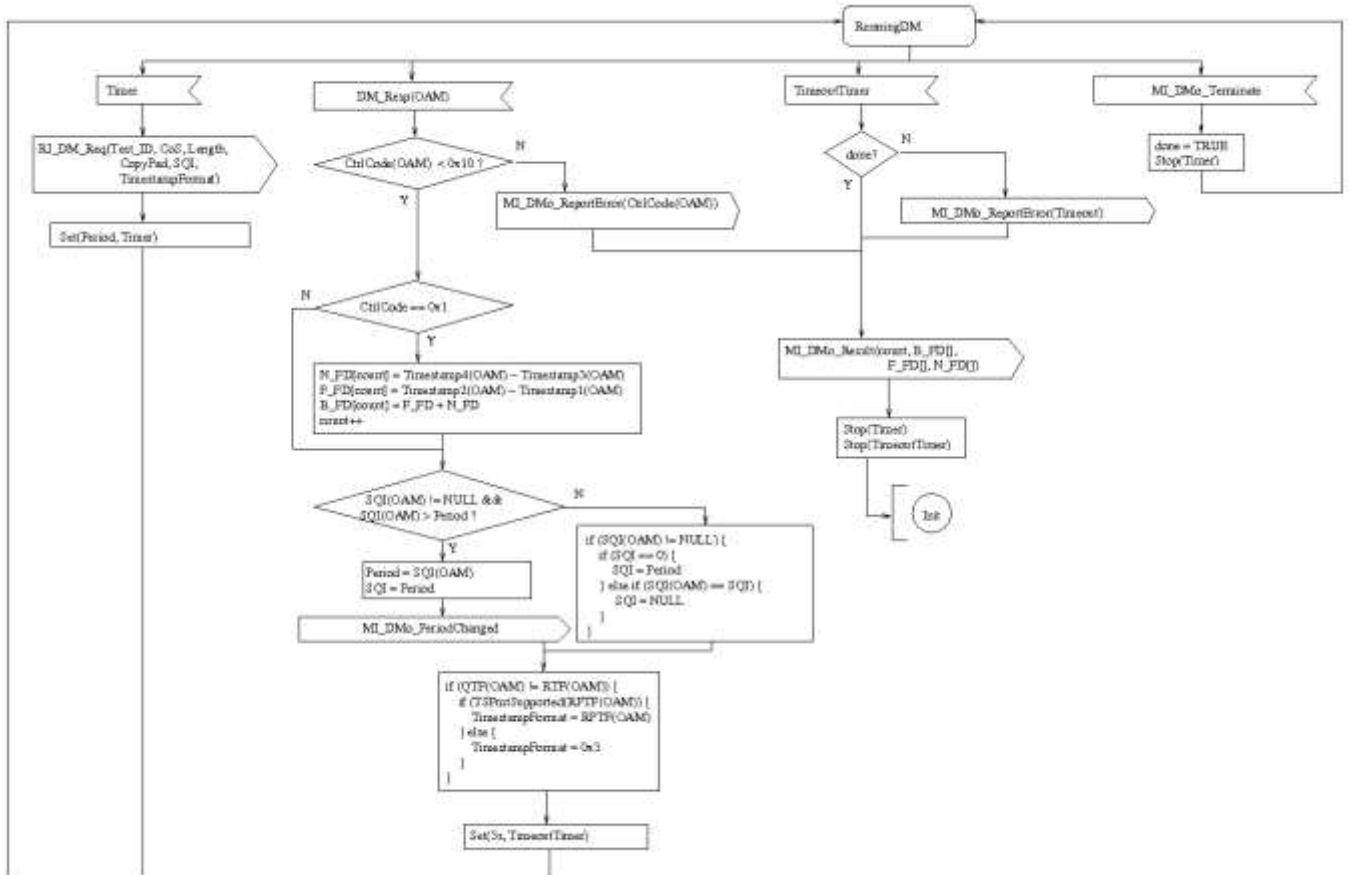 RunningDM
Timer
DM_Resp(OAM)
TimeoutTimer
MI_DMo_Terminate
RI_DM_Req(Test_ID, CoS, Length,
CopyPad, SQI,
TimestampFormat)
CtrlCode(OAM) < 0x10 ?
N
Y
done?
N
Y
done = TRUE
Stop(Timer)
MI_DMo_ReportError(CtrlCode(OAM))
MI_DMo_ReportError(Timeout)
Set(Period, Timer)
N
CtrlCode == 0x1
Y
MI_DMo_Result(count, B_FD[],
F_FD[], N_FD[])
N_FD[count] = Timestamp4(OAM) – Timestamp3(OAM)
F_FD[count] = Timestamp2(OAM) – Timestamp1(OAM)
B_FD[count] = F_FD + N_FD
count++
Stop(Timer)
Stop(TimeoutTimer)
SQI(OAM) != NULL &&
SQI(OAM) > Period ?
N
Y
Init
if (SQI(OAM) != NULL) {
if (SQI == 0) {
SQI = Period
} else if (SQI(OAM) == SQI) {
SQI = NULL
}
}
Period = SQI(OAM)
SQI = Period
MI_DMo_PeriodChanged
if (QTF(OAM) != RTF(OAM)) {
if (TSFmtSupported(RPTF(OAM)) {
TimestampFormat = RPTF(OAM)
} else {
TimestampFormat = 0x3
}
}
Set(5s, TimeoutTimer)